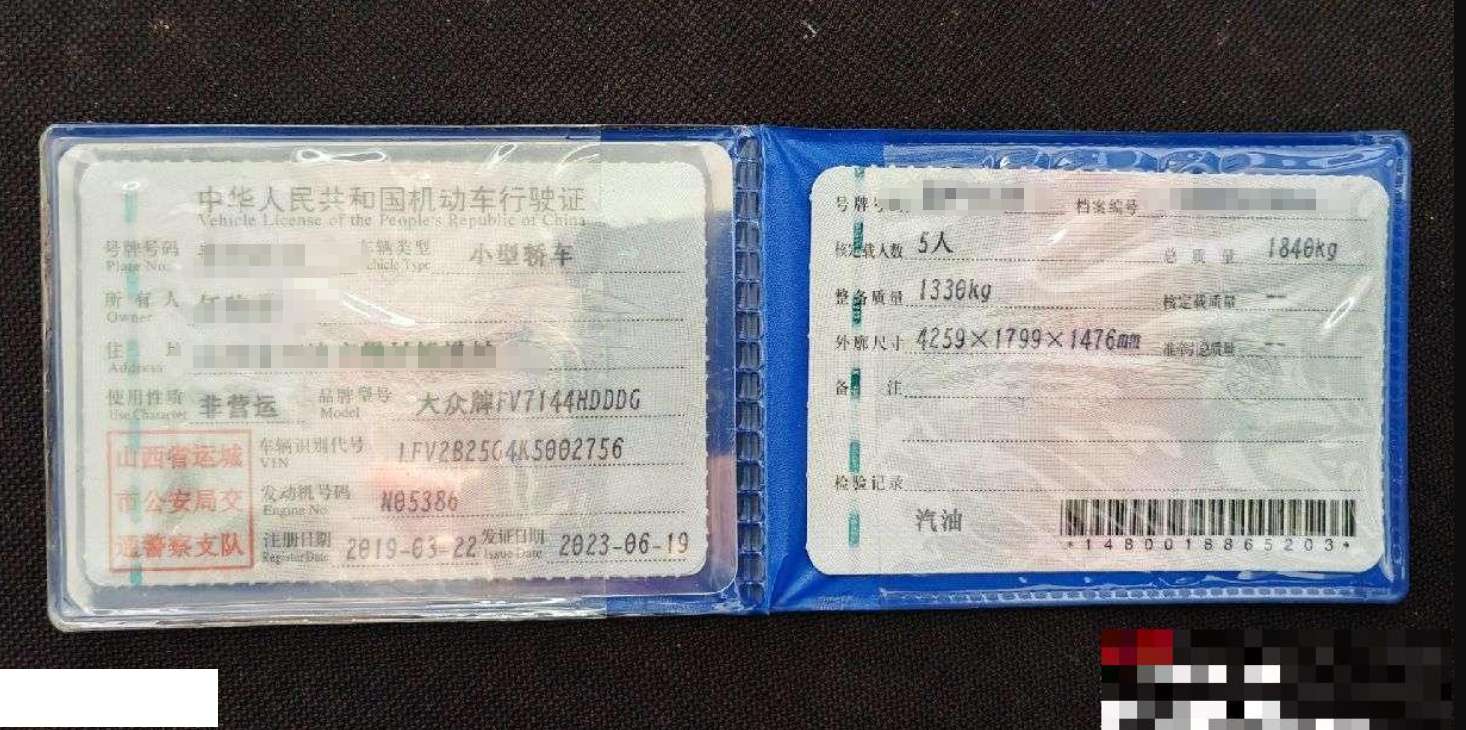 中华人民共和国机动车行驶证
Vehicle License of the People's Republic of China
号牌号码 车辆类型 小型轿车
Plate No. Vehicle Type
所有人
Owner
住址
Address
使用性质 非营运 品牌型号 大众牌FV7144HDDDG
Use Character Model
山西省运城 车辆识别代号 LFV2B25G4K5002756
VIN
市公安局交 发动机号码 N05386
Engine No.
通警察支队 注册日期 2019-03-22 发证日期 2023-06-19
Register Date Issue Date
号牌号码 档案编号
核定载人数 5人 总质量 1840kg
整备质量 1330kg 核定载质量 --
外廓尺寸 4259×1799×1476mm 准牵引总质量 --
备注
检验记录
汽油
*1480018865203*